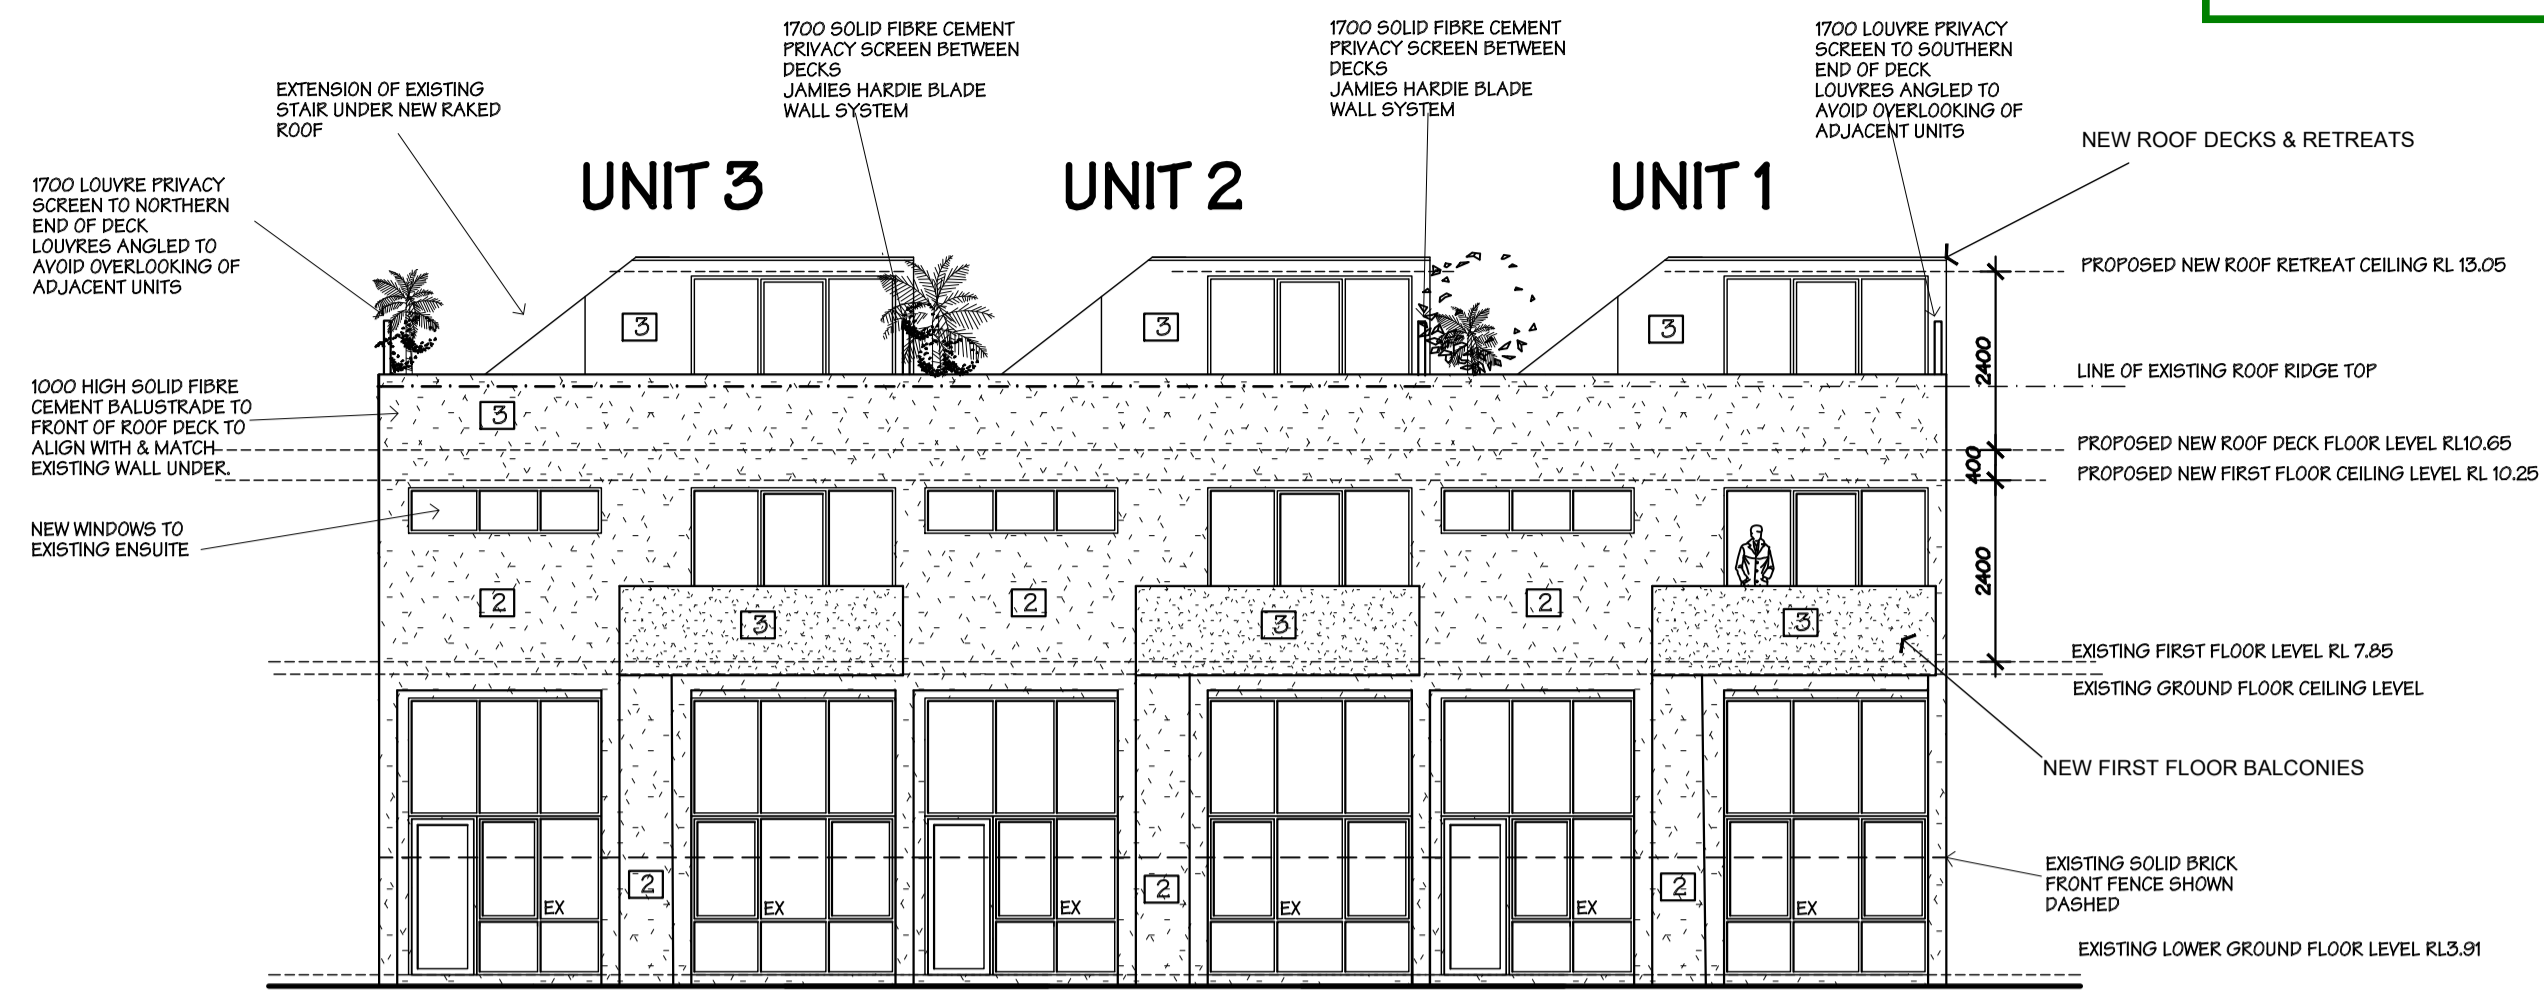 1700 SOLID FIBRE CEMENT
PRIVACY SCREEN BETWEEN
DECKS
JAMIES HARDIE BLADE
WALL SYSTEM
1700 SOLID FIBRE CEMENT
PRIVACY SCREEN BETWEEN
DECKS
JAMIES HARDIE BLADE
WALL SYSTEM
1700 LOUVRE PRIVACY
SCREEN TO SOUTHERN
END OF DECK
LOUVRES ANGLED TO
AVOID OVERLOOKING OF
ADJACENT UNITS
EXTENSION OF EXISTING
STAIR UNDER NEW RAKED
ROOF
NEW ROOF DECKS & RETREATS
UNIT 3
UNIT 2
UNIT 1
1700 LOUVRE PRIVACY
SCREEN TO NORTHERN
END OF DECK
LOUVRES ANGLED TO
AVOID OVERLOOKING OF
ADJACENT UNITS
PROPOSED NEW ROOF RETREAT CEILING RL 13.05
3
3
3
2400
LINE OF EXISTING ROOF RIDGE TOP
1000 HIGH SOLID FIBRE
CEMENT BALUSTRADE TO
FRONT OF ROOF DECK TO
ALIGN WITH & MATCH
EXISTING WALL UNDER.
3
PROPOSED NEW ROOF DECK FLOOR LEVEL RL10.65
400
PROPOSED NEW FIRST FLOOR CEILING LEVEL RL 10.25
NEW WINDOWS TO
EXISTING ENSUITE
2400
2
3
2
3
2
3
EXISTING FIRST FLOOR LEVEL RL 7.85
EXISTING GROUND FLOOR CEILING LEVEL
NEW FIRST FLOOR BALCONIES
EXISTING SOLID BRICK
FRONT FENCE SHOWN
DASHED
2
2
2
EX
EX
EX
EX
EX
EX
EXISTING LOWER GROUND FLOOR LEVEL RL3.91